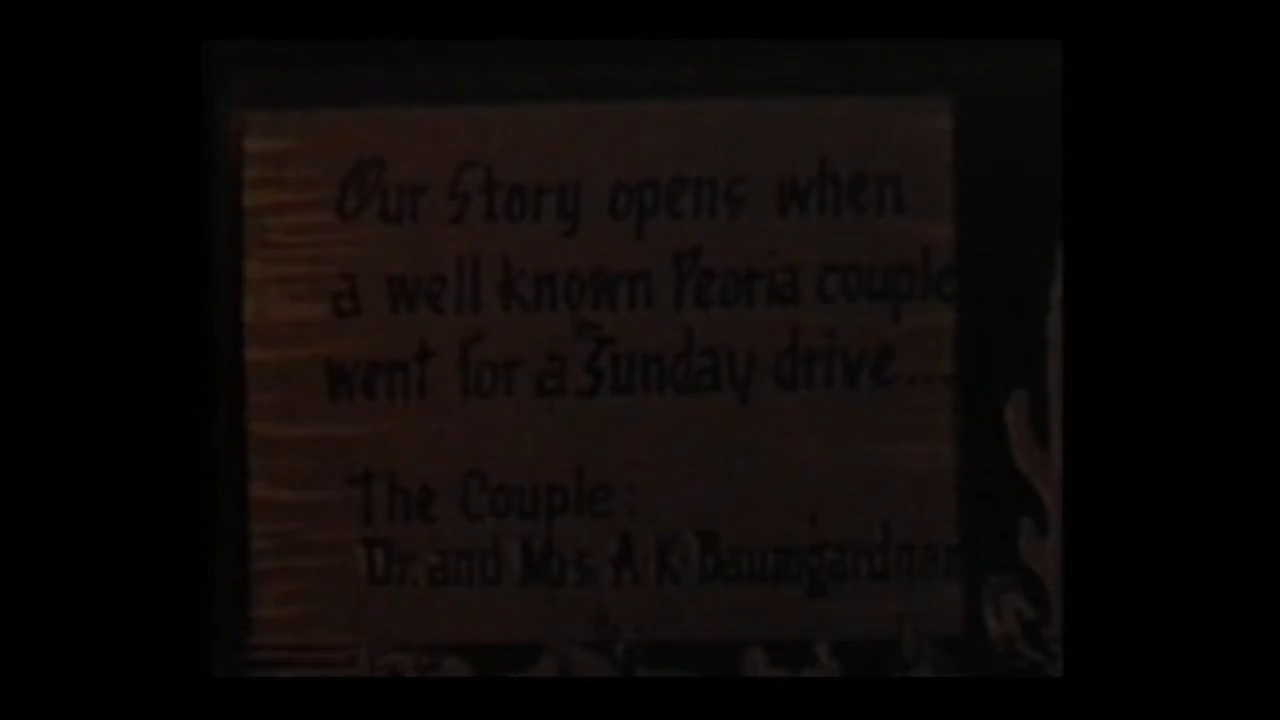 Our Story opens when
a well known Peoria couple
went for a Sunday drive...
The Couple:
Dr. and Mrs A K Baumgardner